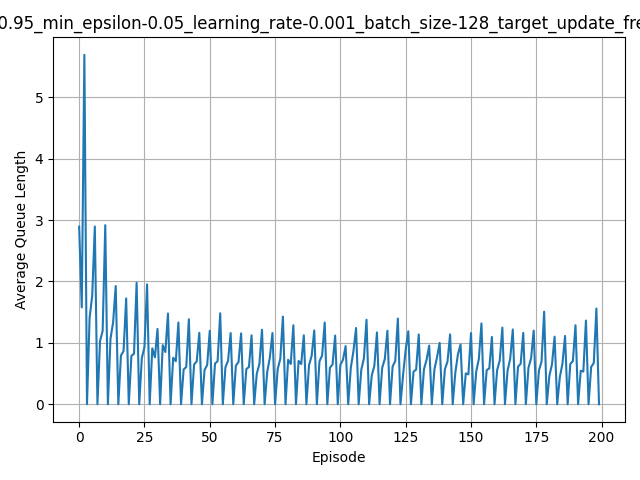 0.95_min_epsilon-0.05_learning_rate-0.001_batch_size-128_target_update_fre
5
4
3
2
1
0
Average Queue Length
0 25 50 75 100 125 150 175 200
Episode